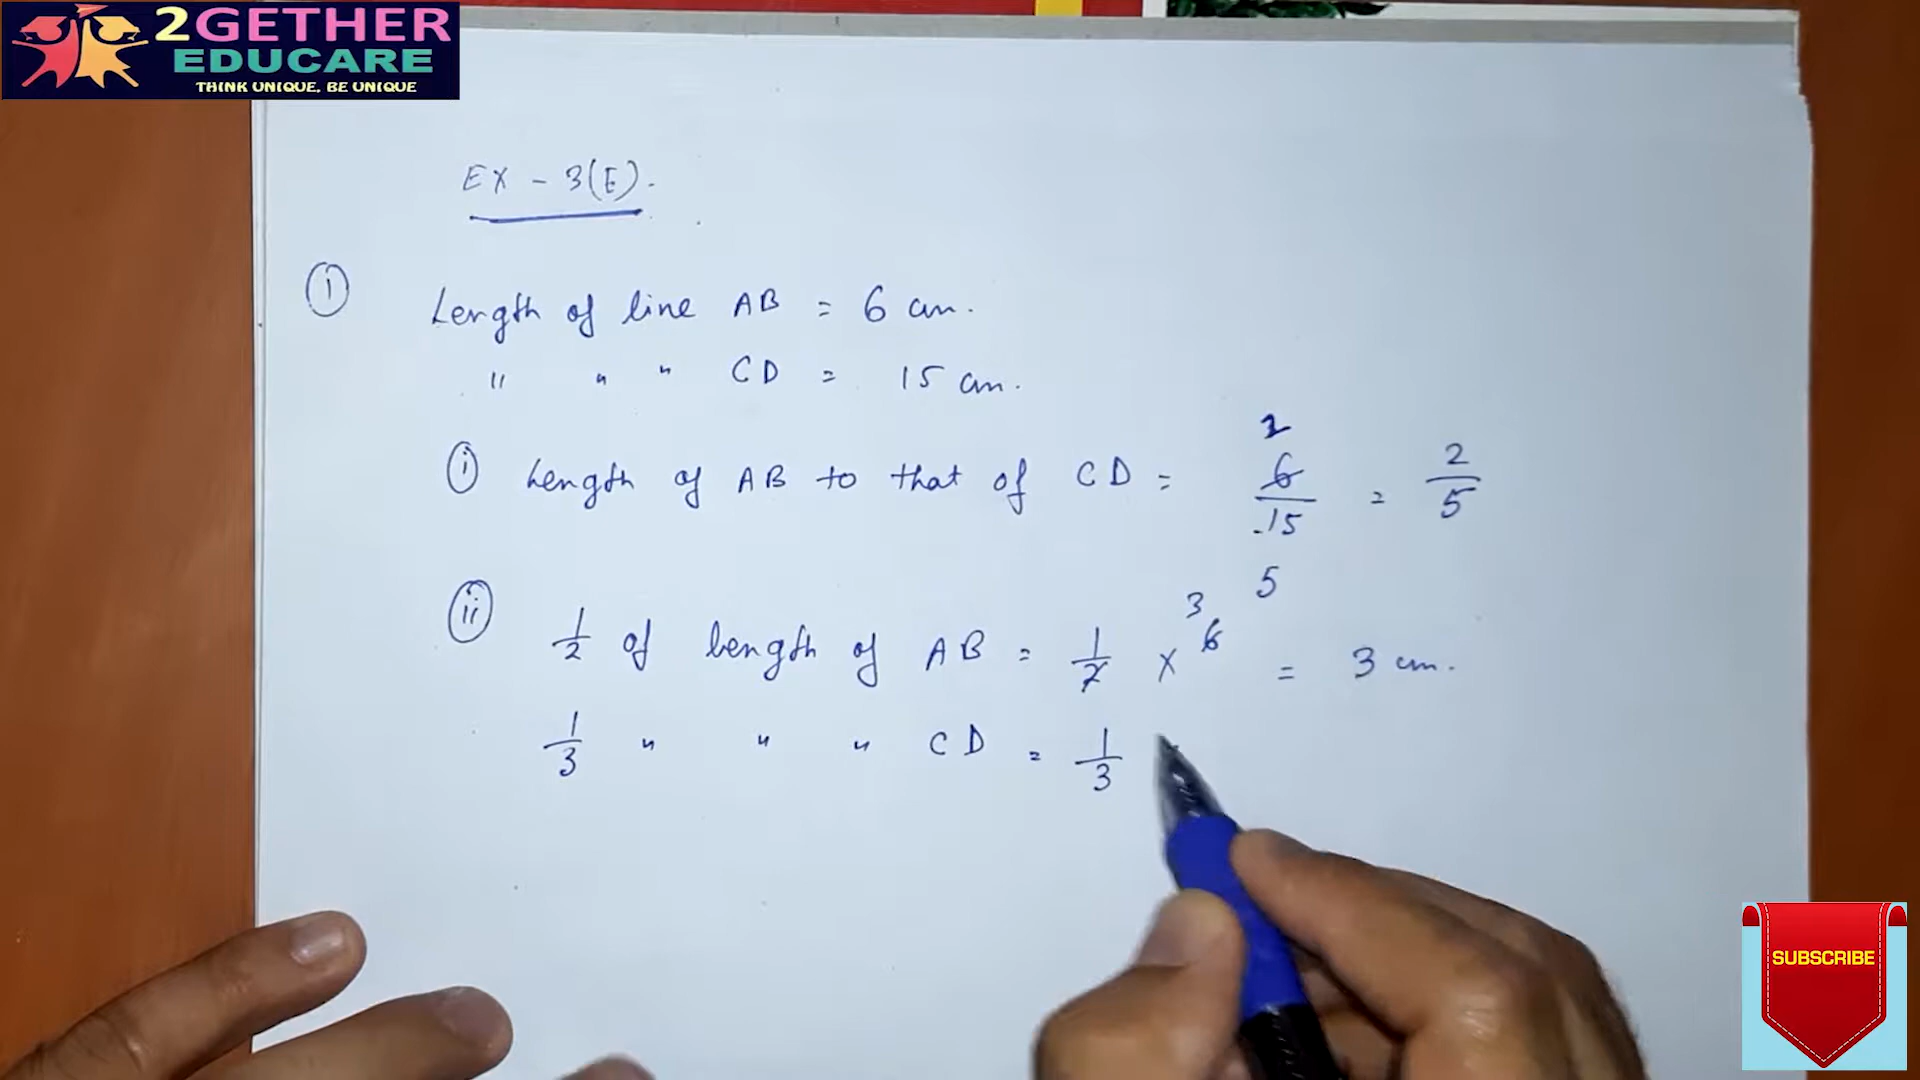 2GETHER
EDUCARE
THINK UNIQUE, BE UNIQUE
EX - 3(E).
① Length of line AB = 6 cm.
" " " CD = 15 cm.
ⓘ Length of AB to that of CD = 6/15 = 2/5
2
5
ⓘⓘ 1/2 of length of AB = 1/2 × 6 = 3 cm.
3
1/3 " " " CD = 1/3
SUBSCRIBE